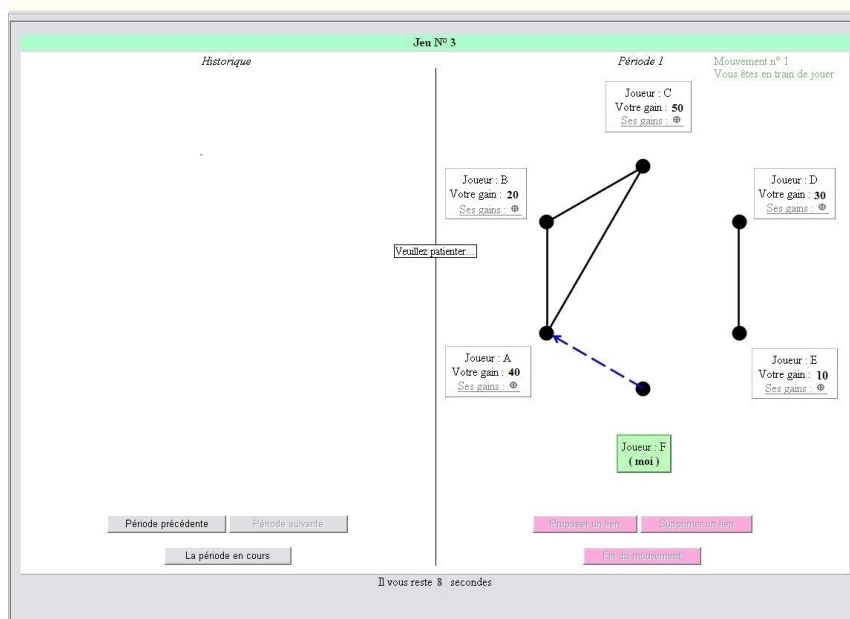 Jeu N° 3
Historique
Période 1
Mouvement n° 1
Vous êtes en train de jouer
Joueur : C
Votre gain : 50
Ses gains : ⊕
Joueur : B
Votre gain : 20
Ses gains : ⊕
Joueur : D
Votre gain : 30
Ses gains : ⊕
Veuillez patienter...
Joueur : A
Votre gain : 40
Ses gains : ⊕
Joueur : E
Votre gain : 10
Ses gains : ⊕
Joueur : F
( moi )
Période précédente
Période suivante
Proposer un lien
Supprimer un lien
La période en cours
Fin du mouvement
Il vous reste 8 secondes